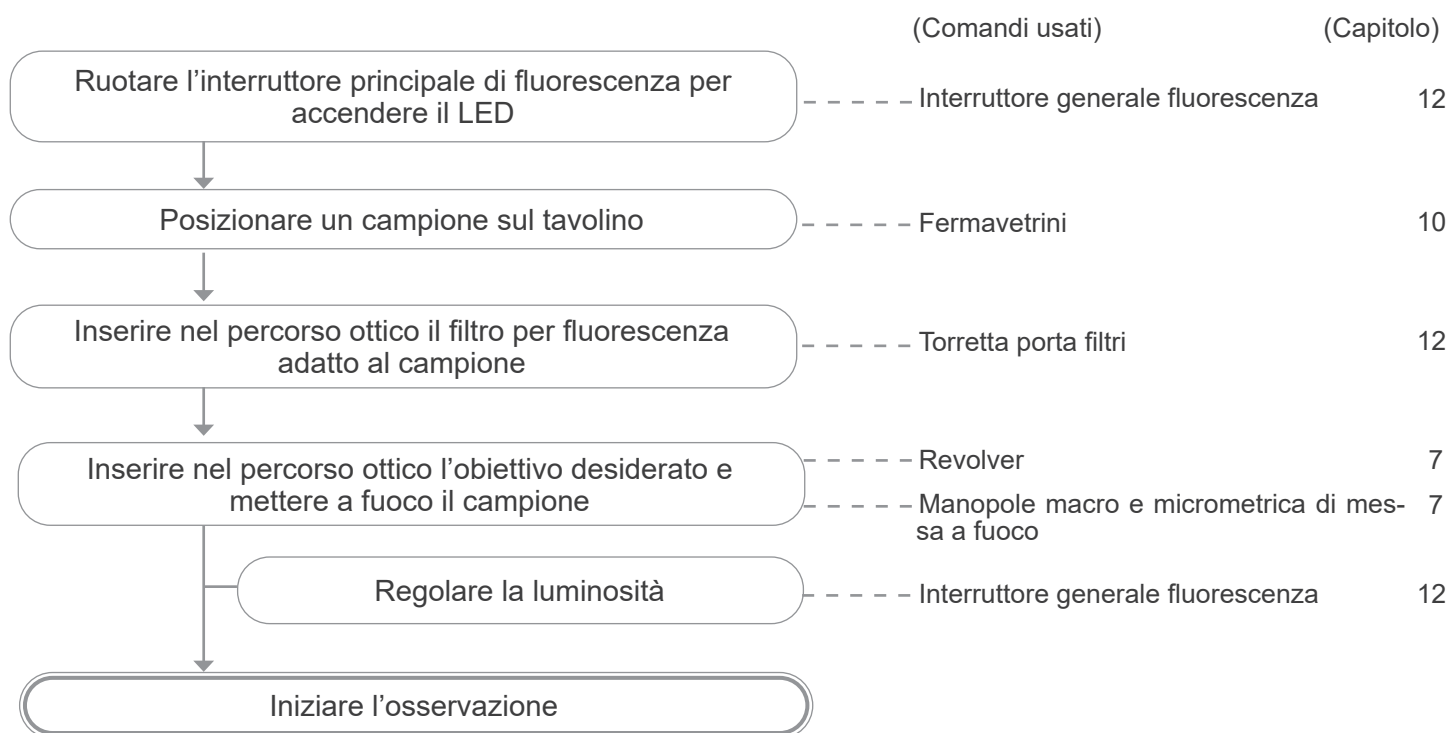 (Comandi usati) (Capitolo)
Ruotare l’interruttore principale di fluorescenza per
accendere il LED
Interruttore generale fluorescenza 12
Posizionare un campione sul tavolino
Fermavetrini 10
Inserire nel percorso ottico il filtro per fluorescenza
adatto al campione
Torretta porta filtri 12
Inserire nel percorso ottico l’obiettivo desiderato e
mettere a fuoco il campione
Revolver 7
Manopole macro e micrometrica di mes- 7
sa a fuoco
Regolare la luminosità
Interruttore generale fluorescenza 12
Iniziare l’osservazione